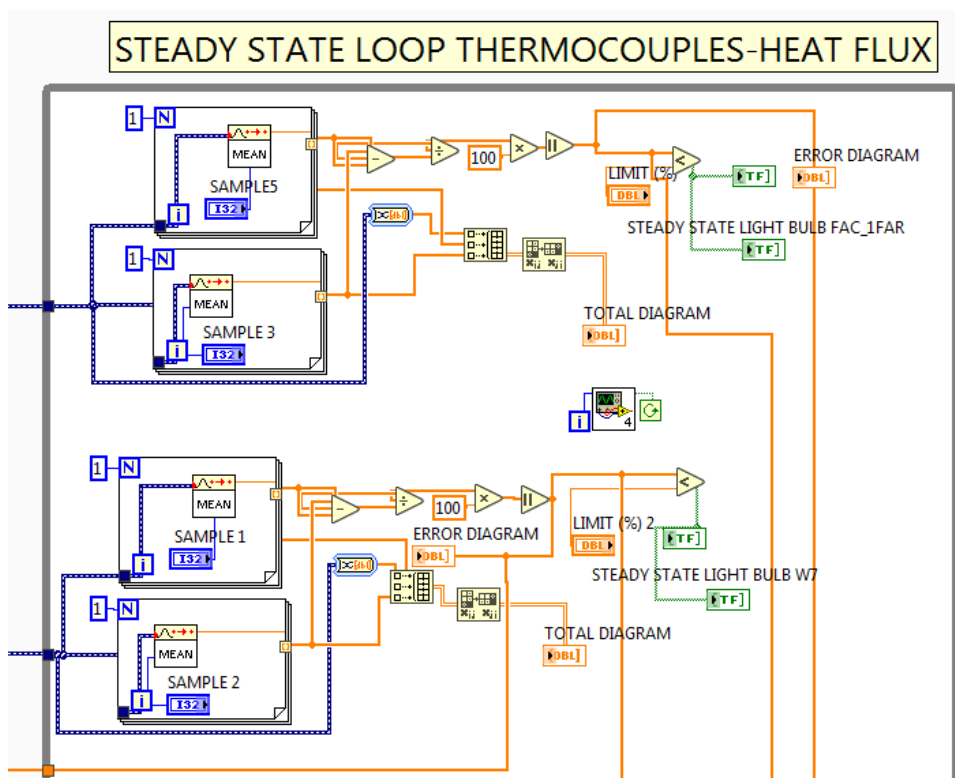 STEADY STATE LOOP THERMOCOUPLES-HEAT FLUX
1 N
MEAN
SAMPLE5
I32
i
100
LIMIT (%)
DBL
TF]
ERROR DIAGRAM
DBL]
STEADY STATE LIGHT BULB FAC_1FAR
TF]
1 N
MEAN
SAMPLE 3
I32
i
TOTAL DIAGRAM
DBL]
i
4
1 N
MEAN
SAMPLE 1
I32
i
100
ERROR DIAGRAM
DBL]
LIMIT (%) 2
DBL
TF]
STEADY STATE LIGHT BULB W7
TF]
1 N
MEAN
SAMPLE 2
I32
i
TOTAL DIAGRAM
DBL]